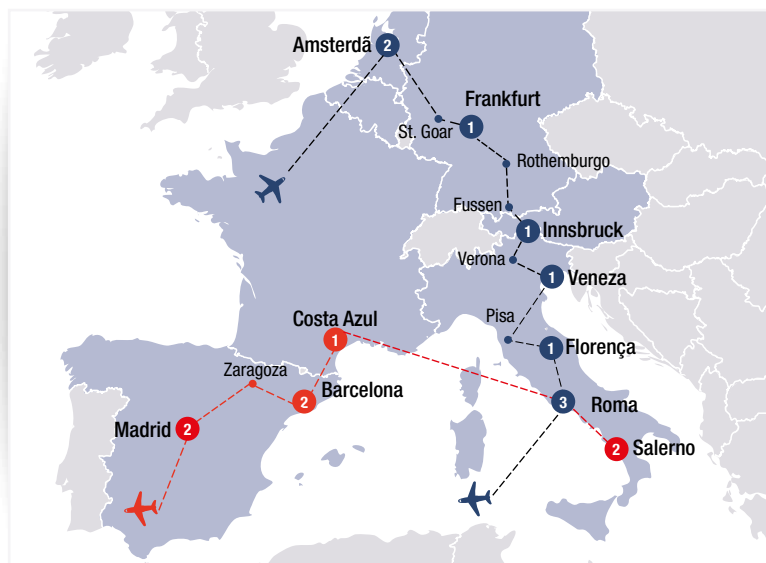 Amsterdã
2
Frankfurt
1
St. Goar
Rothemburgo
Fussen
1
Innsbruck
Verona
1
Veneza
Pisa
Costa Azul
1
1
Florença
Zaragoza
Barcelona
2
3
Roma
Madrid
2
2
Salerno